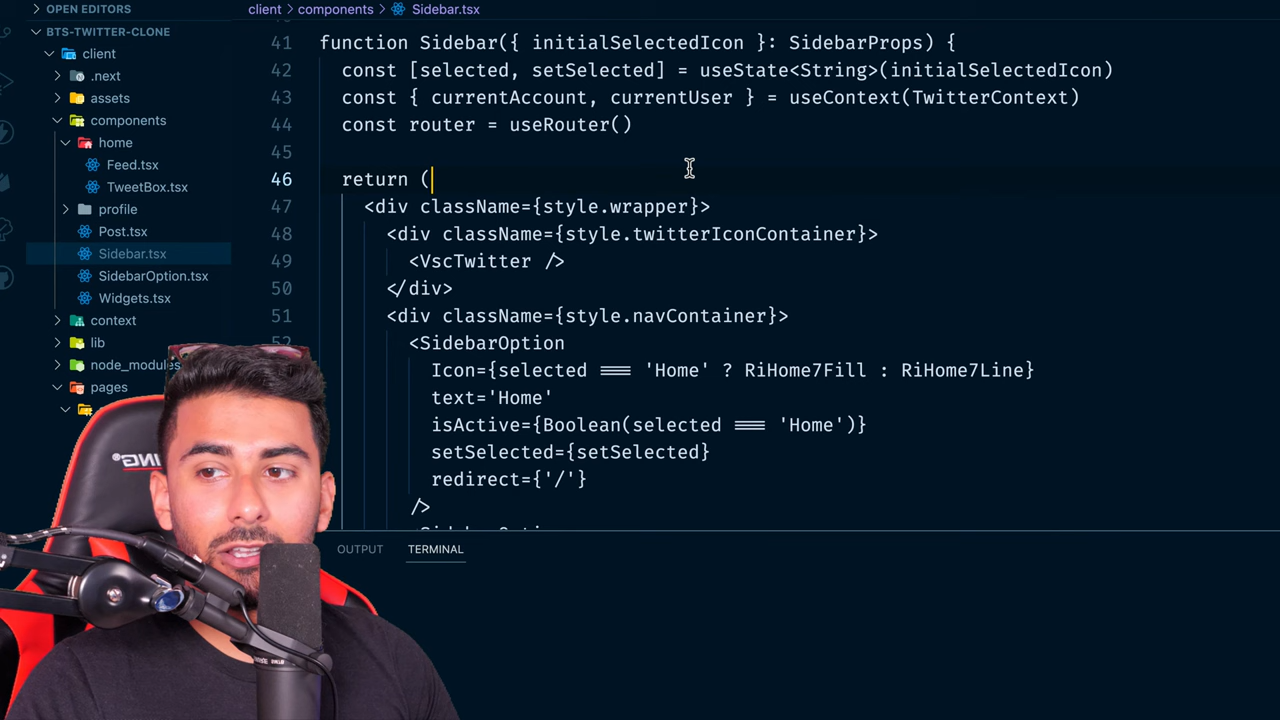 OPEN EDITORS
BTS-TWITTER-CLONE
client
.next
assets
components
home
Feed.tsx
TweetBox.tsx
profile
Post.tsx
Sidebar.tsx
SidebarOption.tsx
Widgets.tsx
context
lib
node_modules
pages
client > components > Sidebar.tsx
41 function Sidebar({ initialSelectedIcon }: SidebarProps) {
42 const [selected, setSelected] = useState<String>(initialSelectedIcon)
43 const { currentAccount, currentUser } = useContext(TwitterContext)
44 const router = useRouter()
45
46 return (
47 <div className={style.wrapper}>
48 <div className={style.twitterIconContainer}>
49 <VscTwitter />
50 </div>
51 <div className={style.navContainer}>
52 <SidebarOption
Icon={selected === 'Home' ? RiHome7Fill : RiHome7Line}
text='Home'
isActive={Boolean(selected === 'Home')}
setSelected={setSelected}
redirect={'/'}
/>
OUTPUT
TERMINAL